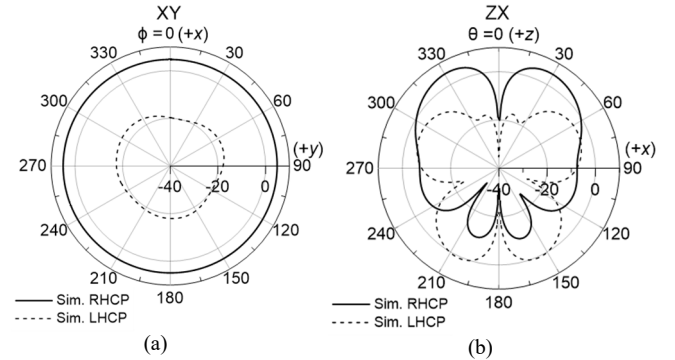 XY
ϕ = 0 (+x)
330
30
300
60
(+y)
270
-40
-20
0
90
240
120
210
150
180
Sim. RHCP
Sim. LHCP
(a)
ZX
θ = 0 (+z)
330
30
300
60
(+x)
270
-40
-20
0
90
240
120
210
150
180
Sim. RHCP
Sim. LHCP
(b)